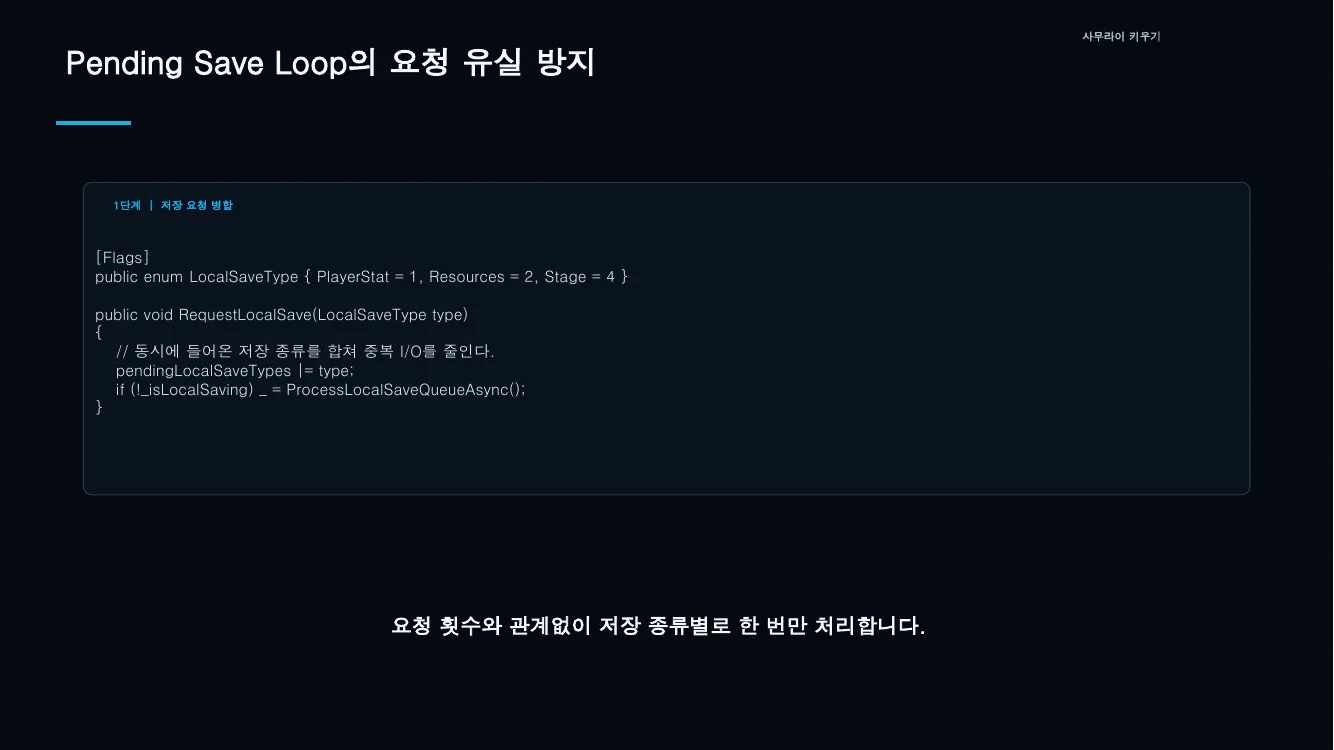 사무라이 키우기
Pending Save Loop의 요청 유실 방지
1단계 | 저장 요청 병합
[Flags]
public enum LocalSaveType { PlayerStat = 1, Resources = 2, Stage = 4 }
public void RequestLocalSave(LocalSaveType type)
{
// 동시에 들어온 저장 종류를 합쳐 중복 I/O를 줄인다.
pendingLocalSaveTypes |= type;
if (!_isLocalSaving) _ = ProcessLocalSaveQueueAsync();
}
요청 횟수와 관계없이 저장 종류별로 한 번만 처리합니다.